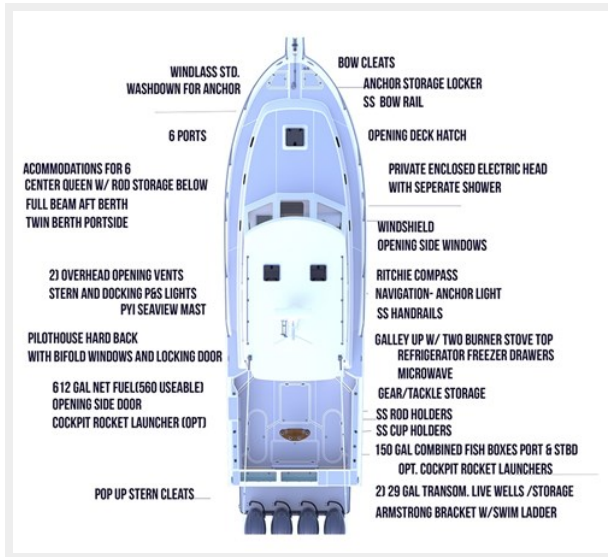 WINDLASS STD.
WASHDOWN FOR ANCHOR
6 PORTS
ACOMMODATIONS FOR 6
CENTER QUEEN W/ ROD STORAGE BELOW
FULL BEAM AFT BERTH
TWIN BERTH PORTSIDE
2) OVERHEAD OPENING VENTS
STERN AND DOCKING P&S LIGHTS
PYI SEAVIEW MAST
PILOTHOUSE HARD BACK
WITH BIFOLD WINDOWS AND LOCKING DOOR
612 GAL NET FUEL(560 USEABLE)
OPENING SIDE DOOR
COCKPIT ROCKET LAUNCHER (OPT)
POP UP STERN CLEATS
BOW CLEATS
ANCHOR STORAGE LOCKER
SS BOW RAIL
OPENING DECK HATCH
PRIVATE ENCLOSED ELECTRIC HEAD
WITH SEPERATE SHOWER
WINDSHIELD
OPENING SIDE WINDOWS
RITCHIE COMPASS
NAVIGATION- ANCHOR LIGHT
SS HANDRAILS
GALLEY UP W/ TWO BURNER STOVE TOP
REFRIGERATOR FREEZER DRAWERS
MICROWAVE
GEAR/TACKLE STORAGE
SS ROD HOLDERS
SS CUP HOLDERS
150 GAL COMBINED FISH BOXES PORT & STBD
OPT. COCKPIT ROCKET LAUNCHERS
2) 29 GAL TRANSOM. LIVE WELLS /STORAGE
ARMSTRONG BRACKET W/SWIM LADDER